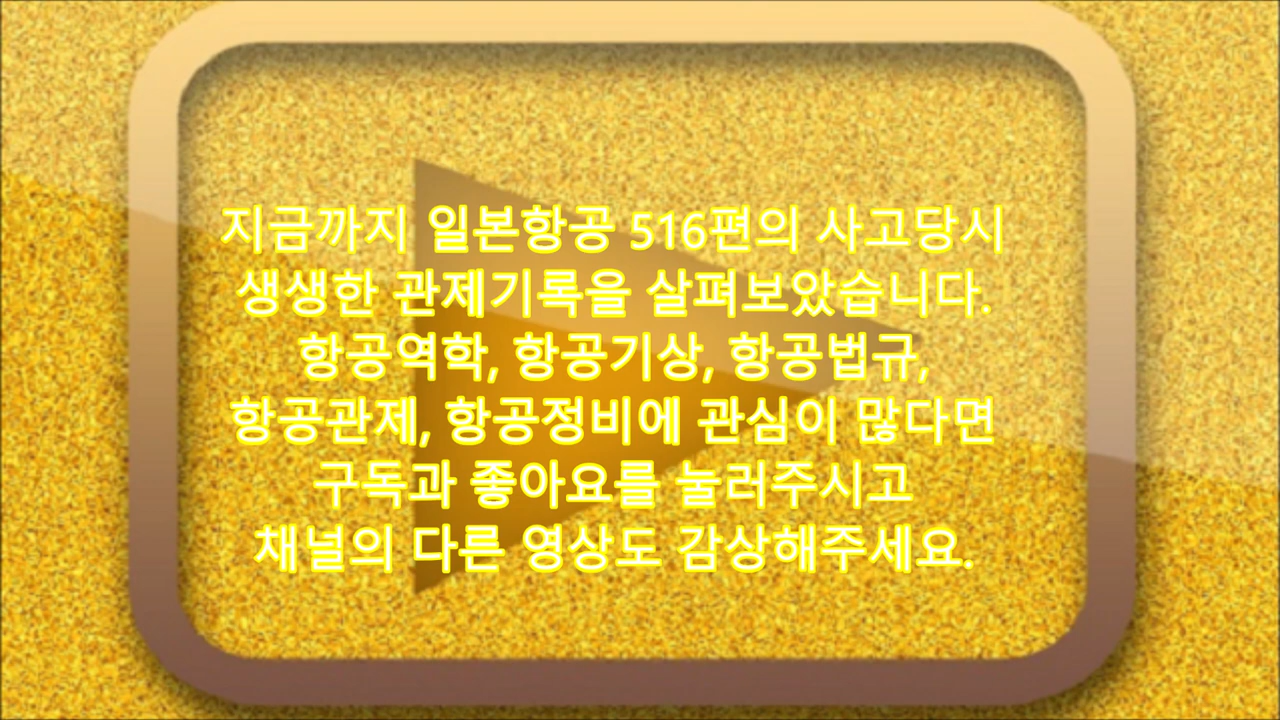 지금까지 일본항공 516편의 사고당시
생생한 관제기록을 살펴보았습니다.
항공역학, 항공기상, 항공법규,
항공관제, 항공정비에 관심이 많다면
구독과 좋아요를 눌러주시고
채널의 다른 영상도 감상해주세요.